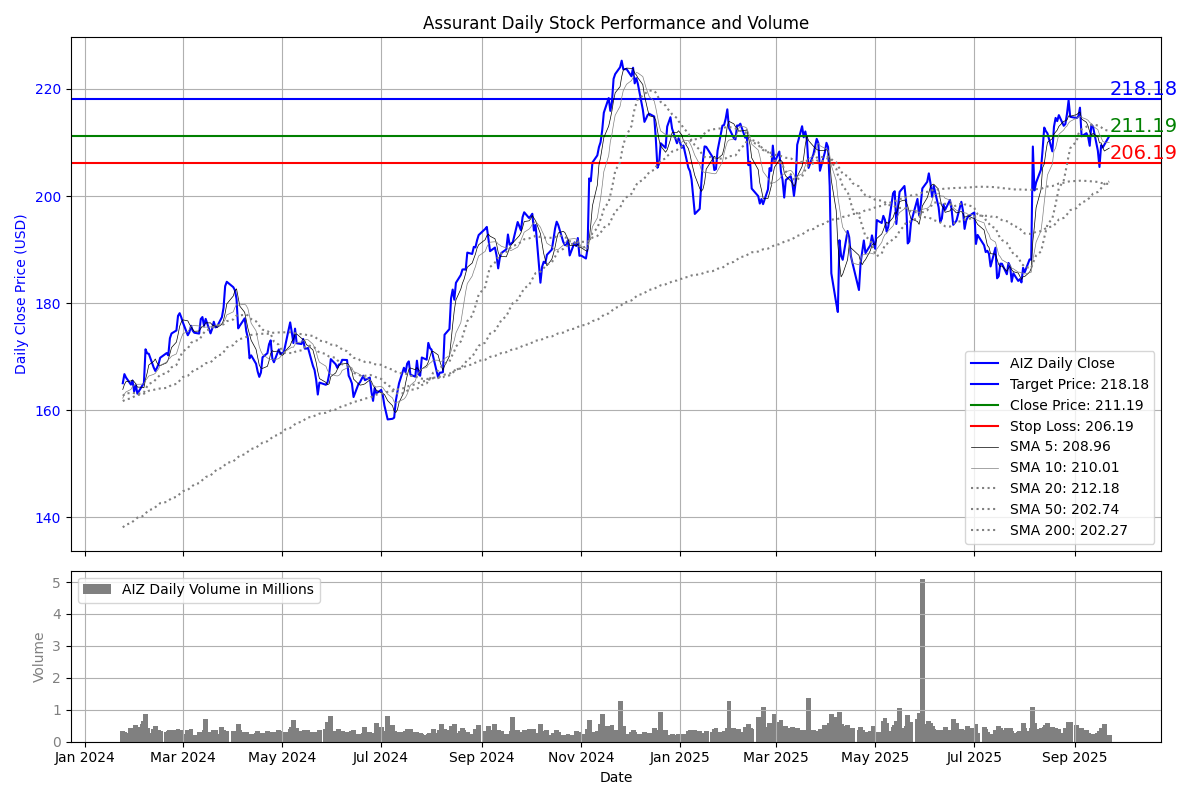 Assurant Daily Stock Performance and Volume
Daily Close Price (USD)
220
200
180
160
140
218.18
211.19
206.19
AIZ Daily Close
Target Price: 218.18
Close Price: 211.19
Stop Loss: 206.19
SMA 5: 208.96
SMA 10: 210.01
SMA 20: 212.18
SMA 50: 202.74
SMA 200: 202.27
Volume
5
4
3
2
1
0
AIZ Daily Volume in Millions
Jan 2024 Mar 2024 May 2024 Jul 2024 Sep 2024 Nov 2024 Jan 2025 Mar 2025 May 2025 Jul 2025 Sep 2025
Date